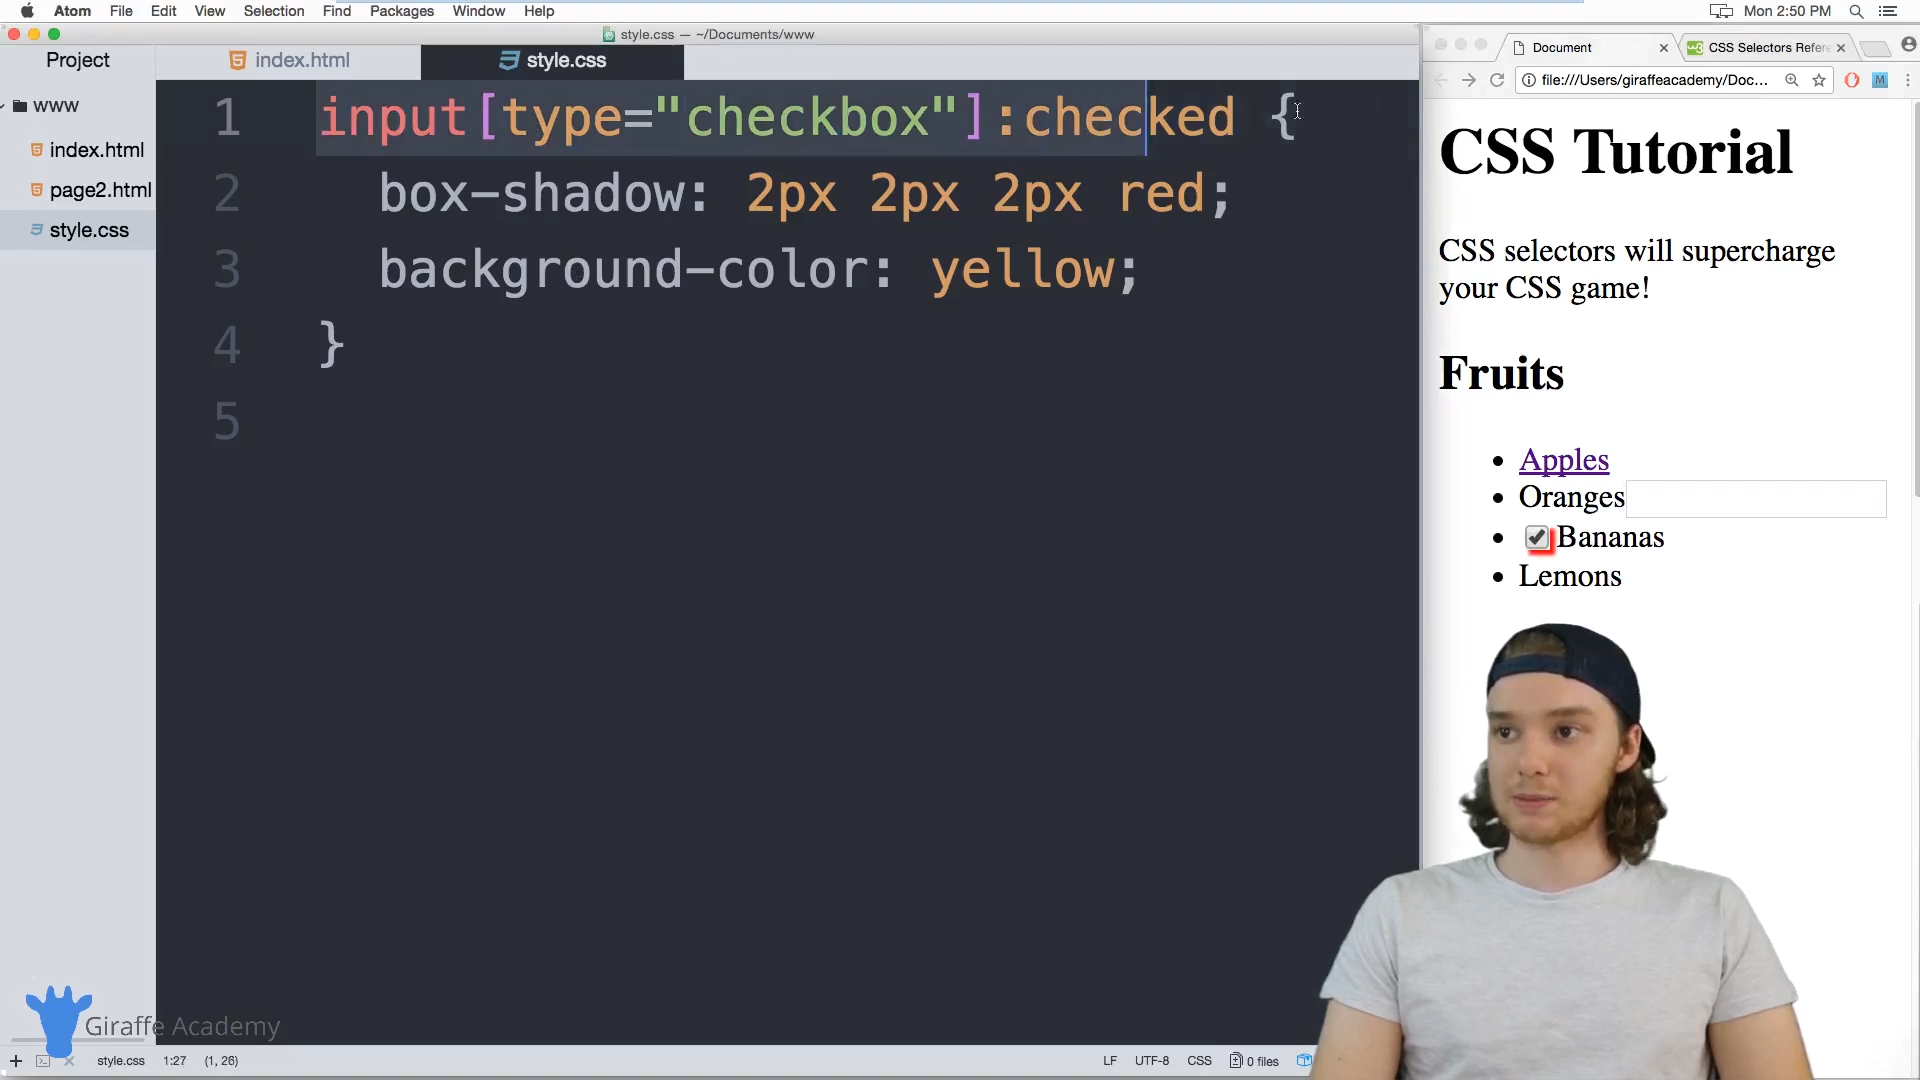 Atom File Edit View Selection Find Packages Window Help Mon 2:50 PM
style.css — ~/Documents/www
Project
index.html
style.css
www
index.html
page2.html
style.css
1 input[type="checkbox"]:checked {
2 box-shadow: 2px 2px 2px red;
3 background-color: yellow;
4 }
5
Document
CSS Selectors Refere
file:///Users/giraffeacademy/Doc...
M
CSS Tutorial
CSS selectors will supercharge
your CSS game!
Fruits
Apples
Oranges
Bananas
Lemons
Giraffe Academy
style.css 1:27 (1, 26) LF UTF-8 CSS 0 files